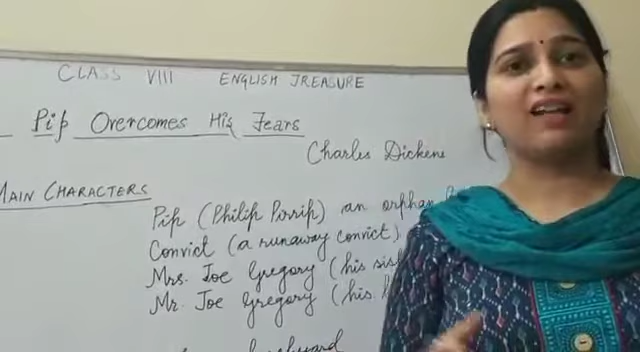 CLASS VIII ENGLISH TREASURE
Pip Overcomes His Fears
Charles Dickens
MAIN CHARACTERS
Pip (Philip Pirrip) an orphan
Convict (a runaway convict)
Mrs. Joe Gregory (his
Mr. Joe Gregory (his